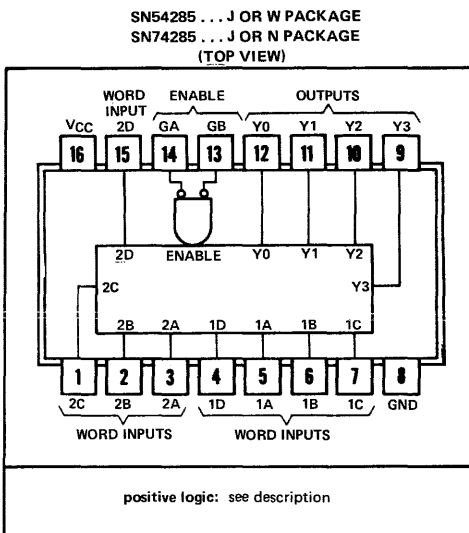 SN54285 . . . J OR W PACKAGE
SN74285 . . . J OR N PACKAGE
(TOP VIEW)
WORD INPUT ENABLE OUTPUTS
VCC 2D GA GB Y0 Y1 Y2 Y3
16 15 14 13 12 11 10 9
2D ENABLE Y0 Y1 Y2
2C Y3
2B 2A 1D 1A 1B 1C
1 2 3 4 5 6 7 8
2C 2B 2A 1D 1A 1B 1C GND
WORD INPUTS WORD INPUTS
positive logic: see description